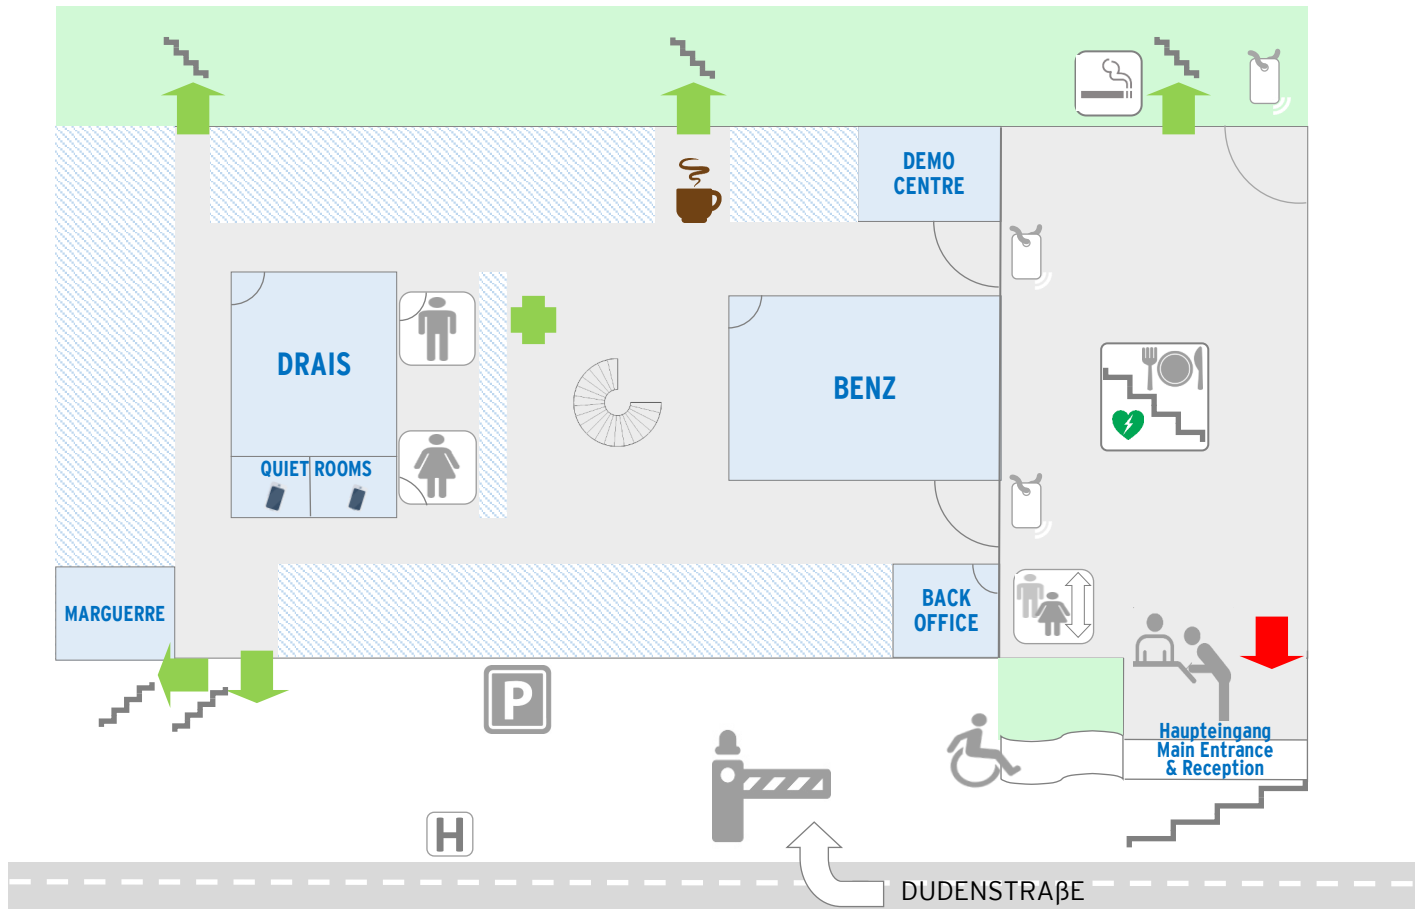 DEMO
CENTRE
DRAIS
BENZ
QUIET ROOMS
MARGUERRE
BACK
OFFICE
P
Haupteingang
Main Entrance
& Reception
H
DUDENSTRAßE